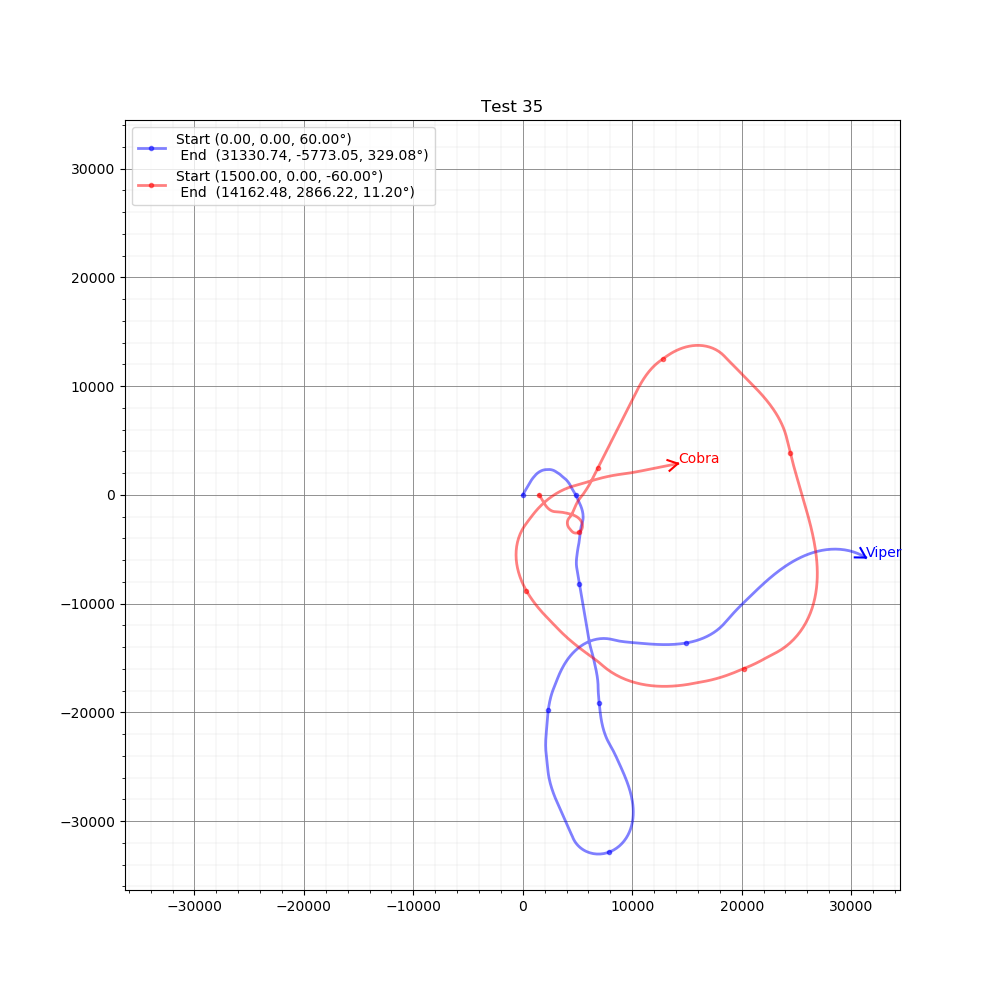 Test 35
Start (0.00, 0.00, 60.00°)
End (31330.74, -5773.05, 329.08°)
Start (1500.00, 0.00, -60.00°)
End (14162.48, 2866.22, 11.20°)
30000
20000
10000
0
−10000
−20000
−30000
Cobra
Viper
−30000 −20000 −10000 0 10000 20000 30000